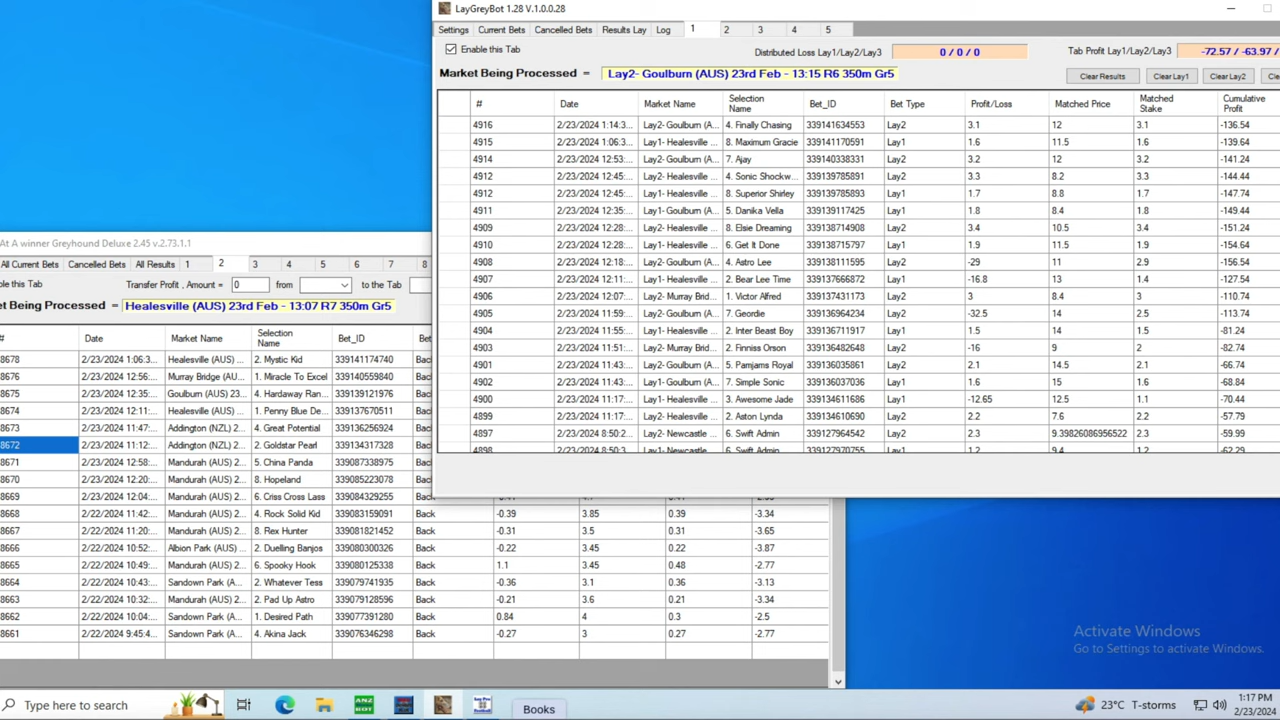 LayGreyBot 1.28 V.1.0.0.28
Settings Current Bets Cancelled Bets Results Lay Log 1 2 3 4 5
Enable this Tab Distributed Loss Lay1/Lay2/Lay3 0 / 0 / 0 Tab Profit Lay1/Lay2/Lay3 -72.57 / -63.97 /
Market Being Processed = Lay2- Goulburn (AUS) 23rd Feb - 13:15 R6 350m Gr5 Clear Results Clear Lay1 Clear Lay2
# Date Market Name Selection Name Bet_ID Bet Type Profit/Loss Matched Price Matched Stake Cumulative Profit
4916 2/23/2024 1:14:3... Lay2- Goulburn (A... 4. Finally Chasing 339141634553 Lay2 3.1 12 3.1 -136.54
4915 2/23/2024 1:06:3... Lay1- Healesville ... 8. Maximum Gracie 339141170591 Lay1 1.6 11.5 1.6 -139.64
4914 2/23/2024 12:53:... Lay2- Goulburn (A... 7. Ajay 339140338331 Lay2 3.2 12 3.2 -141.24
4912 2/23/2024 12:45:... Lay2- Healesville ... 4. Sonic Shockw... 339139785891 Lay2 3.3 8.2 3.3 -144.44
4912 2/23/2024 12:45:... Lay1- Healesville ... 8. Superior Shirley 339139785893 Lay1 1.7 8.8 1.7 -147.74
4911 2/23/2024 12:35:... Lay1- Goulburn (A... 5. Danika Vella 339139117425 Lay1 1.8 8.4 1.8 -149.44
4909 2/23/2024 12:28:... Lay2- Healesville ... 8. Elsie Dreaming 339138714908 Lay2 3.4 10.5 3.4 -151.24
4910 2/23/2024 12:28:... Lay1- Healesville ... 6. Get It Done 339138715797 Lay1 1.9 11.5 1.9 -154.64
4908 2/23/2024 12:18:... Lay2- Goulburn (A... 4. Astro Lee 339138111595 Lay2 -29 11 2.9 -156.54
4907 2/23/2024 12:11:... Lay1- Healesville ... 2. Bear Lee Time 339137666872 Lay1 -16.8 13 1.4 -127.54
4906 2/23/2024 12:07:... Lay2- Murray Brid... 1. Victor Alfred 339137431173 Lay2 3 8.4 3 -110.74
4905 2/23/2024 11:59:... Lay2- Goulburn (A... 7. Geordie 339136964234 Lay2 -32.5 14 2.5 -113.74
4904 2/23/2024 11:55:... Lay1- Healesville ... 2. Inter Beast Boy 339136711917 Lay1 1.5 14 1.5 -81.24
4903 2/23/2024 11:51:... Lay2- Murray Brid... 2. Finniss Orson 339136482648 Lay2 -16 9 2 -82.74
4901 2/23/2024 11:43:... Lay2- Goulburn (A... 5. Pamjams Royal 339136035861 Lay2 2.1 14.5 2.1 -66.74
4902 2/23/2024 11:43:... Lay1- Goulburn (A... 7. Simple Sonic 339136037036 Lay1 1.6 15 1.6 -68.84
4900 2/23/2024 11:17:... Lay1- Healesville ... 3. Awesome Jade 339134611686 Lay1 -12.65 12.5 1.1 -70.44
4899 2/23/2024 11:17:... Lay2- Healesville ... 2. Aston Lynda 339134610690 Lay2 2.2 7.6 2.2 -57.79
4897 2/23/2024 8:50:2... Lay2- Newcastle ... 6. Swift Admin 339127964542 Lay2 2.3 9.39826086956522 2.3 -59.99
4898 2/23/2024 8:50:3... Lay1- Newcastle ... 6. Swift Admin 339127970755 Lay1 1.2 9.4 1.2 -62.29
At A winner Greyhound Deluxe 2.45 v.2.73.1.1
All Current Bets Cancelled Bets All Results 1 2 3 4 5 6 7 8
le this Tab Transfer Profit , Amount = 0 from to the Tab
ket Being Processed = Healesville (AUS) 23rd Feb - 13:07 R7 350m Gr5
# Date Market Name Selection Name Bet_ID Bet
8678 2/23/2024 1:06:3... Healesville (AUS) ... 2. Mystic Kid 339141174740 Back
8676 2/23/2024 12:56:... Murray Bridge (AU... 1. Miracle To Excel 339140559840 Back
8675 2/23/2024 12:35:... Goulburn (AUS) 23... 4. Hardaway Ran... 339139121976 Back
8674 2/23/2024 12:11:... Healesville (AUS) ... 1. Penny Blue De... 339137670511 Back
8673 2/23/2024 11:47:... Addington (NZL) ... 4. Great Potential 339136256924 Back
8672 2/23/2024 11:12:... Addington (NZL) ... 2. Goldstar Pearl 339134317328 Back
8671 2/23/2024 12:58:... Mandurah (AUS) 2... 5. China Panda 339087338975 Back
8670 2/23/2024 12:20:... Mandurah (AUS) 2... 8. Hopeland 339085223078 Back
8669 2/23/2024 12:04:... Mandurah (AUS) 2... 6. Criss Cross Lass 339084329255 Back
8668 2/22/2024 11:42:... Mandurah (AUS) 2... 4. Rock Solid Kid 339083159091 Back -0.39 3.85 0.39 -3.34
8667 2/22/2024 11:20:... Mandurah (AUS) 2... 8. Rex Hunter 339081821452 Back -0.31 3.5 0.31 -3.65
8666 2/22/2024 10:52:... Albion Park (AUS) ... 2. Duelling Banjos 339080300326 Back -0.22 3.45 0.22 -3.87
8665 2/22/2024 10:49:... Mandurah (AUS) 2... 6. Spooky Hook 339080125338 Back 1.1 3.45 0.48 -2.77
8664 2/22/2024 10:43:... Sandown Park (A... 2. Whatever Tess 339079741935 Back -0.36 3.1 0.36 -3.13
8663 2/22/2024 10:32:... Mandurah (AUS) 2... 2. Pad Up Astro 339079128596 Back -0.21 3.6 0.21 -3.34
8662 2/22/2024 10:04:... Sandown Park (A... 1. Desired Path 339077391280 Back 0.84 4 0.3 -2.5
8661 2/22/2024 9:45:4... Sandown Park (A... 4. Akina Jack 339076346298 Back -0.27 3 0.27 -2.77
Activate Windows
Go to Settings to activate Windows.
Type here to search
Books
23°C T-storms
1:17 PM
2/23/2024